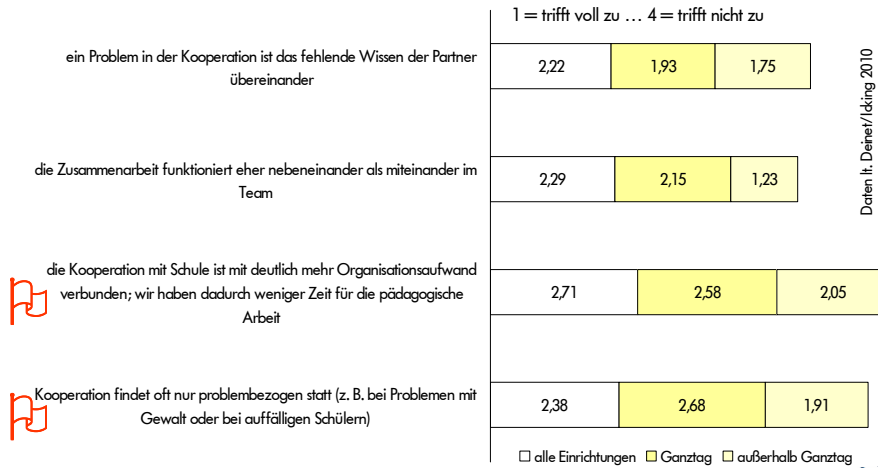 1 = trifft voll zu … 4 = trifft nicht zu
ein Problem in der Kooperation ist das fehlende Wissen der Partner
übereinander
2,22 1,93 1,75
die Zusammenarbeit funktioniert eher nebeneinander als miteinander im
Team
2,29 2,15 1,23
die Kooperation mit Schule ist mit deutlich mehr Organisationsaufwand
verbunden; wir haben dadurch weniger Zeit für die pädagogische
Arbeit
2,71 2,58 2,05
Kooperation findet oft nur problembezogen statt (z. B. bei Problemen mit
Gewalt oder bei auffälligen Schülern)
2,38 2,68 1,91
alle Einrichtungen Ganztag außerhalb Ganztag
Daten lt. Deinet/Icking 2010